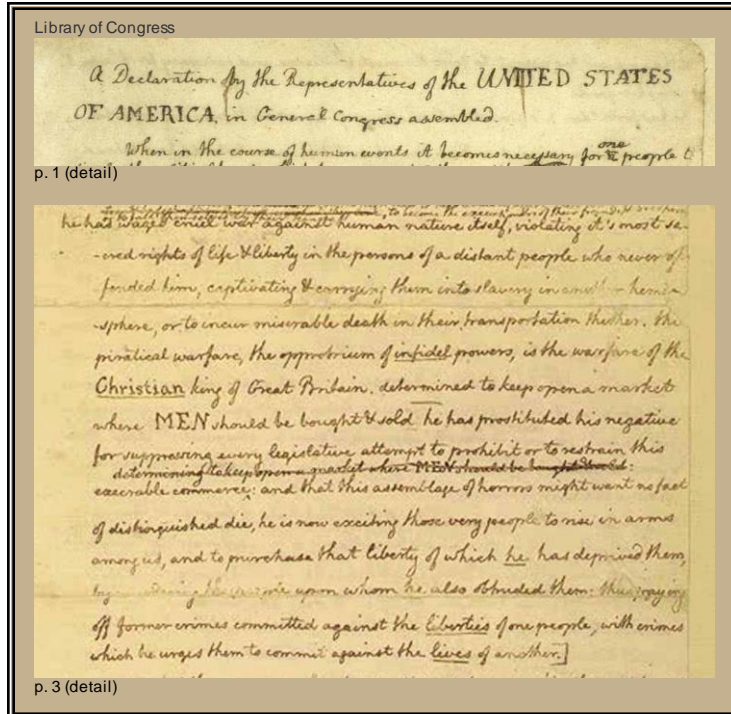 Library of Congress
a Declaration by the Representatives of the UNITED STATES
OF AMERICA, in General Congress assembled.
When in the course of human events it becomes necessary for one people
p. 1 (detail)
he has waged cruel war against human nature itself, violating it's most sa-
-cred rights of life & liberty in the persons of a distant people who never of-
fended him, captivating & carrying them into slavery in another hemi-
-sphere, or to incur miserable death in their transportation thither. this
piratical warfare, the opprobrium of infidel powers, is the warfare of the
Christian king of Great Britain. determined to keep open a market
where MEN should be bought & sold he has prostituted his negative
for suppressing every legislative attempt to prohibit or to restrain this
determining to keep open a market where MEN should be bought & sold:
execrable commerce: and that this assemblage of horrors might want no fact
of distinguished die, he is now exciting those very people to rise in arms
among us, and to purchase that liberty of which he has deprived them,
upon whom he also obtruded them: thus paying
off former crimes committed against the liberties of one people, with crimes
which he urges them to commit against the lives of another.]
p. 3 (detail)